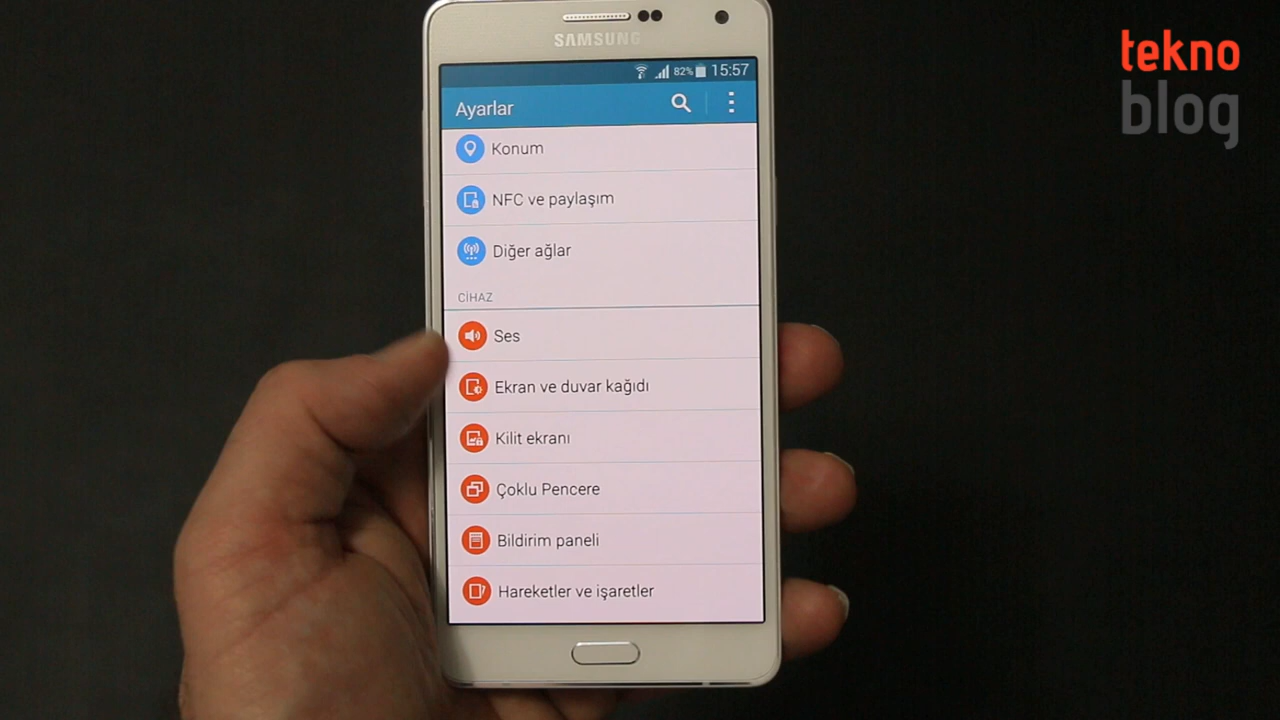 SAMSUNG
82% 15:57
Ayarlar
Konum
NFC ve paylaşım
Diğer ağlar
CİHAZ
Ses
Ekran ve duvar kağıdı
Kilit ekranı
Çoklu Pencere
Bildirim paneli
Hareketler ve işaretler
tekno
blog